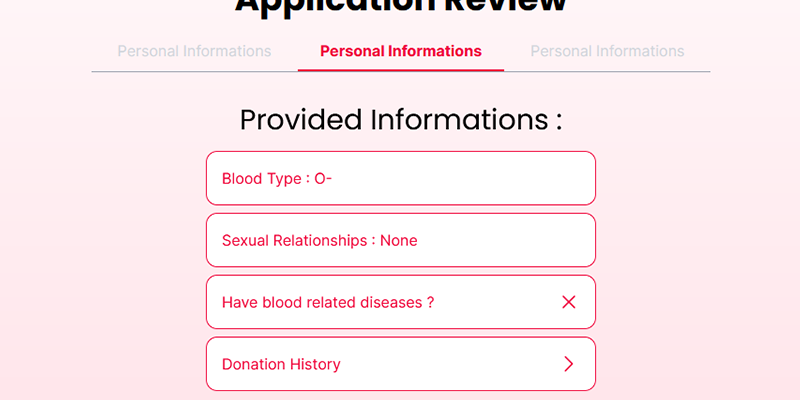 Application Review
Personal Informations Personal Informations Personal Informations
Provided Informations :
Blood Type : O-
Sexual Relationships : None
Have blood related diseases ?
Donation History